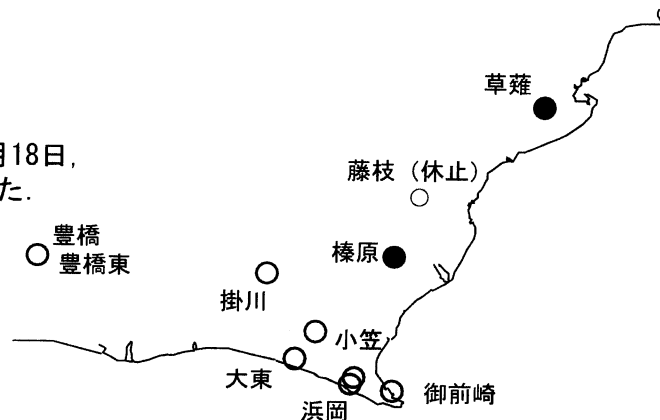 草薙
月18日,
た.
藤枝（休止）
豊橋
豊橋東
榛原
掛川
小笠
大東
浜岡
御前崎